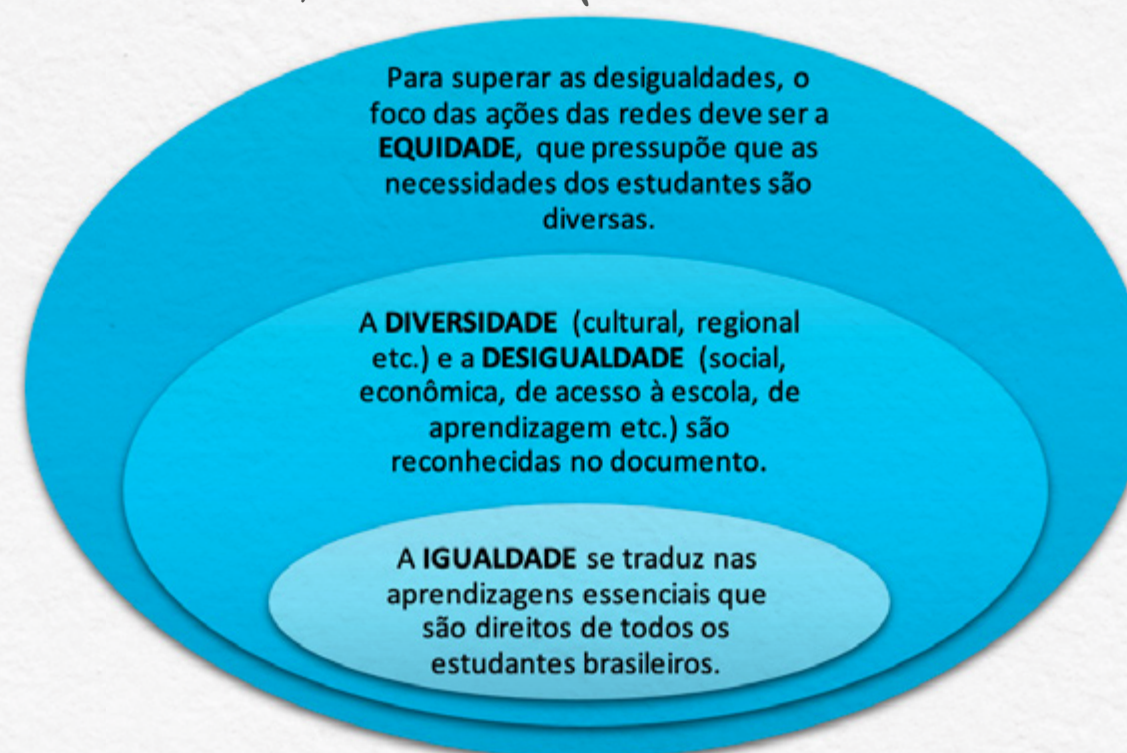 Para superar as desigualdades, o
foco das ações das redes deve ser a
EQUIDADE, que pressupõe que as
necessidades dos estudantes são
diversas.
A DIVERSIDADE (cultural, regional
etc.) e a DESIGUALDADE (social,
econômica, de acesso à escola, de
aprendizagem etc.) são
reconhecidas no documento.
A IGUALDADE se traduz nas
aprendizagens essenciais que
são direitos de todos os
estudantes brasileiros.